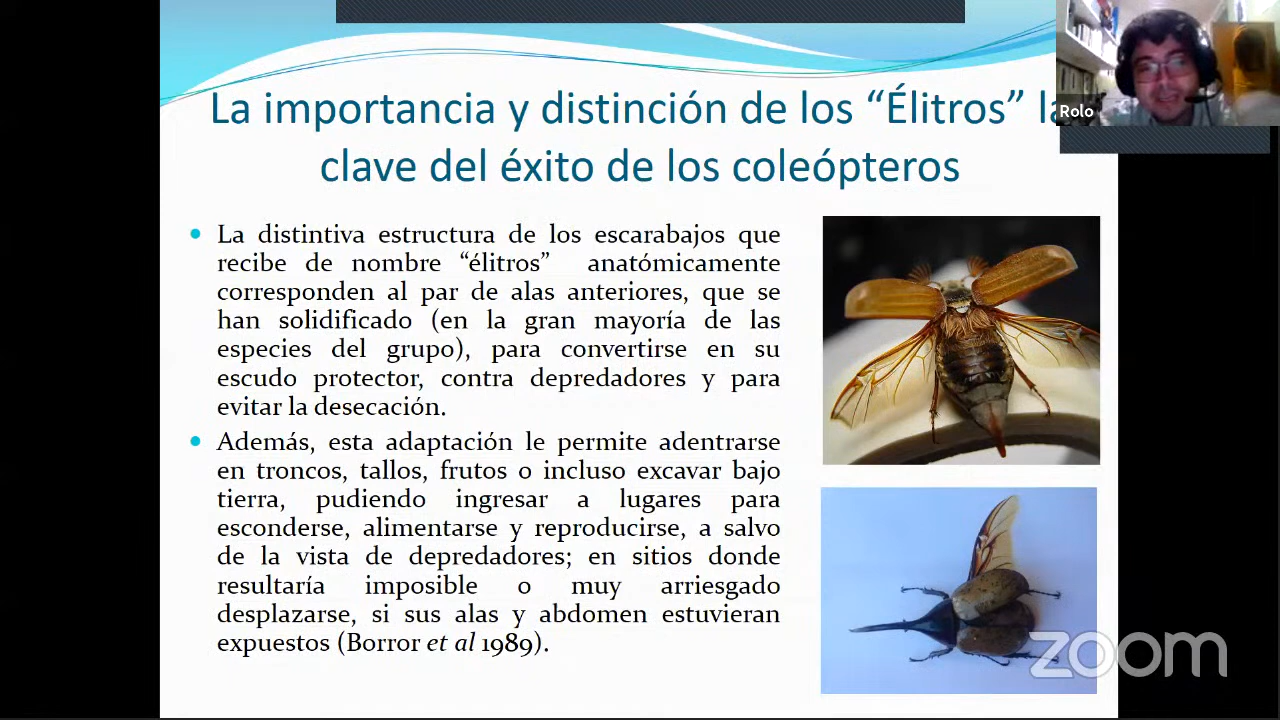 La importancia y distinción de los “Élitros” la
clave del éxito de los coleópteros
Rolo
• La distintiva estructura de los escarabajos que
recibe de nombre “élitros” anatómicamente
corresponden al par de alas anteriores, que se
han solidificado (en la gran mayoría de las
especies del grupo), para convertirse en su
escudo protector, contra depredadores y para
evitar la desecación.
• Además, esta adaptación le permite adentrarse
en troncos, tallos, frutos o incluso excavar bajo
tierra, pudiendo ingresar a lugares para
esconderse, alimentarse y reproducirse, a salvo
de la vista de depredadores; en sitios donde
resultaría imposible o muy arriesgado
desplazarse, si sus alas y abdomen estuvieran
expuestos (Borror et al 1989).
zoom